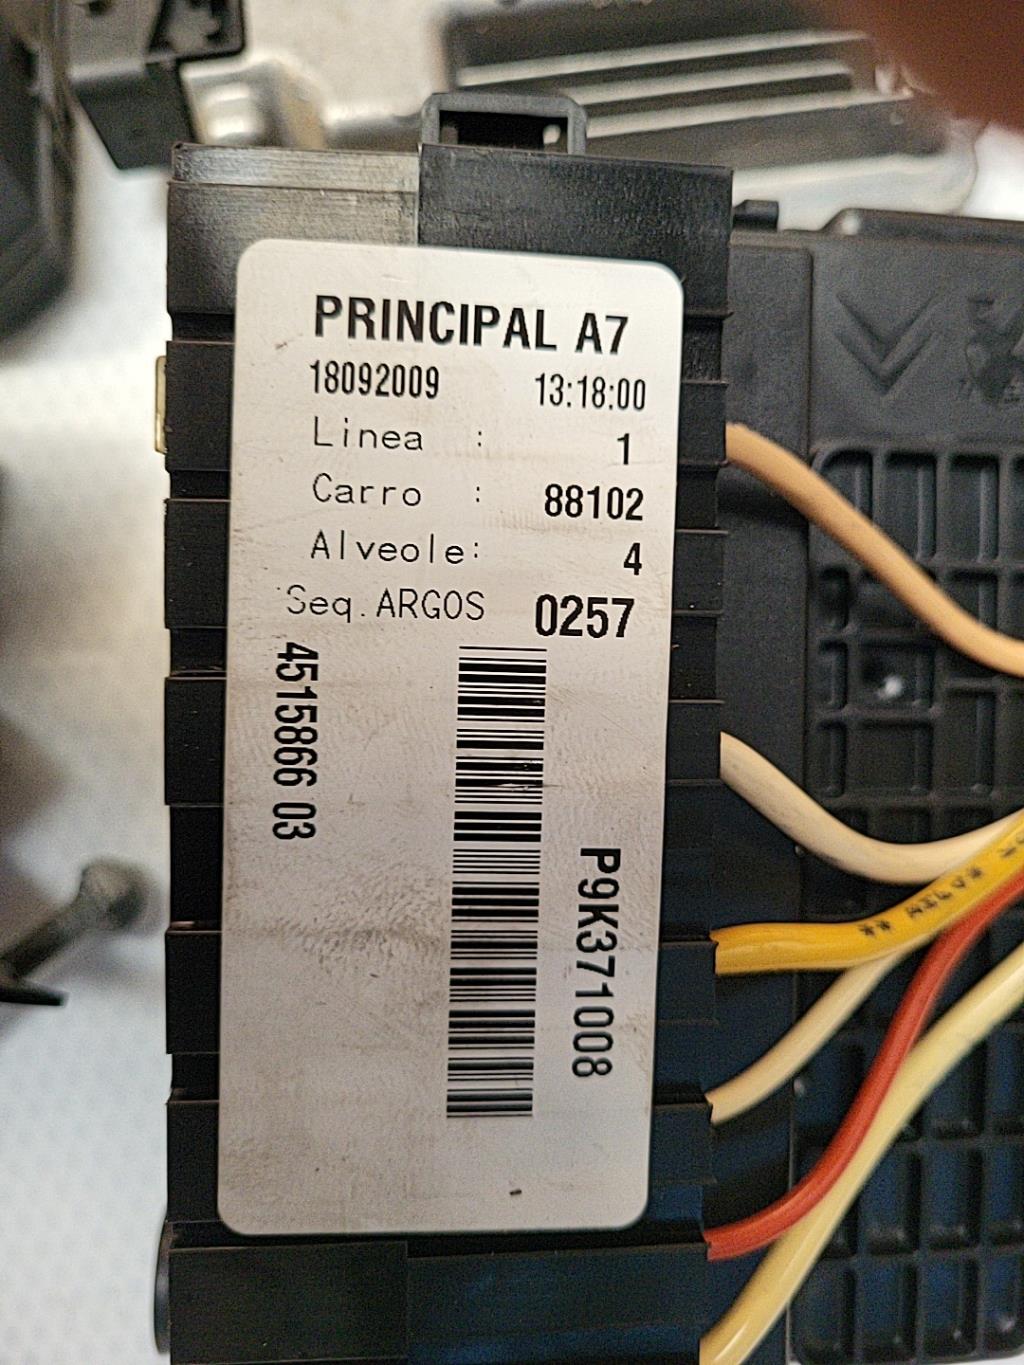 PRINCIPAL A7
18092009 13:18:00
Linea : 1
Carro : 88102
Alveole: 4
Seq.ARGOS 0257
4515866 03
P9K371008